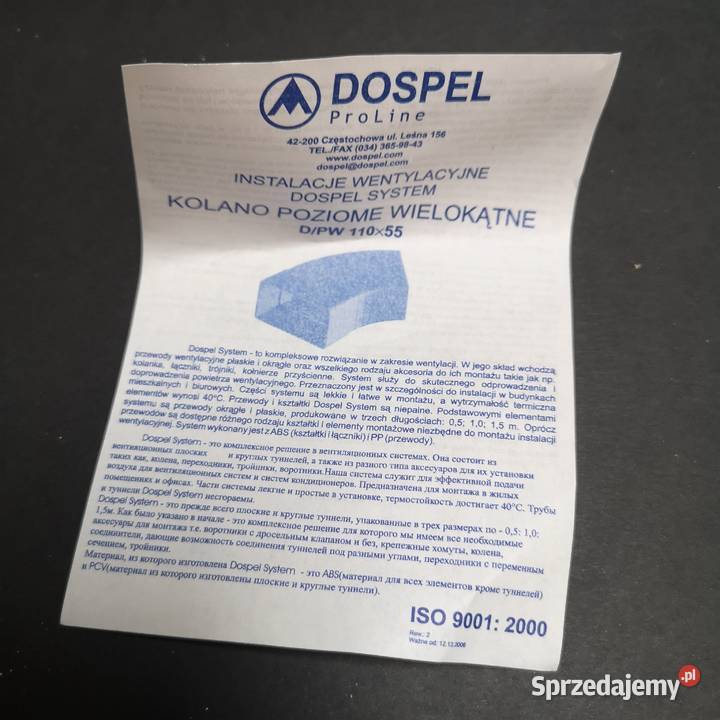 DOSPEL
ProLine
42-200 Częstochowa ul. Leśna 156
TEL./FAX (034) 365-98-43
www.dospel.com
dospel@dospel.com
INSTALACJE WENTYLACYJNE
DOSPEL SYSTEM
KOLANO POZIOME WIELOKĄTNE
D/PW 110×55
Dospel System - to kompleksowe rozwiązanie w zakresie wentylacji. W jego skład wchodzą
przewody wentylacyjne płaskie i okrągłe oraz wszelkiego rodzaju akcesoria do ich montażu takie jak np.
kolanka, łączniki, trójniki, kołnierze przyścienne. System służy do skutecznego odprowadzenia i
doprowadzenia powietrza wentylacyjnego. Przeznaczony jest w szczególności do instalacji w budynkach
mieszkalnych i biurowych. Części systemu są lekkie i łatwe w montażu, a wytrzymałość termiczna
elementów wynosi 40°C. Przewody i kształtki Dospel System są niepalne. Podstawowymi elementami
systemu są przewody okrągłe i płaskie, produkowane w trzech długościach: 0,5; 1,0; 1,5 m. Oprócz
przewodów są dostępne różnego rodzaju kształtki i elementy montażowe niezbędne do montażu instalacji
wentylacyjnej. System wykonany jest z ABS (kształtki i łączniki) i PP (przewody).
Dospel System - это комплексное решение в вентиляционных системах. Она состоит из
вентиляционных плоских и круглых туннелей, а также из разного типа аксесуаров для их установки
таких как, колена, переходники, тройники, воротники.Наша система служит для эффективной подачи
воздуха для вентиляционных систем и систем кондиционеров. Предназначена для монтажа в жилых
помещениях и офисах. Части системы лекгие и простые в установке, термостойкость достигает 40°C. Трубы
и туннели Dospel System несгораемы.
Dospel System - это прежде всего плоские и круглые туннели, упакованные в трех размерах по - 0,5: 1,0:
1,5м. Как было указано в начале - это комплексное решение для которого мы имеем все необходимые
аксесуары для монтажа т.е. воротники с дросельным клапаном и без, крепежные хомуты, колена,
соединители, дающие возможность соединения туннелей под разными углами, переходники с переменным
сечением, тройники.
Материал, из которого изготовлена Dospel System - это ABS(материал для всех элементов кроме туннелей)
и PCV(материал из которого изготовлены плоские и круглые туннели).
ISO 9001: 2000
Rew.: 2
Ważna od: 12.12.2006
Sprzedajemy.pl